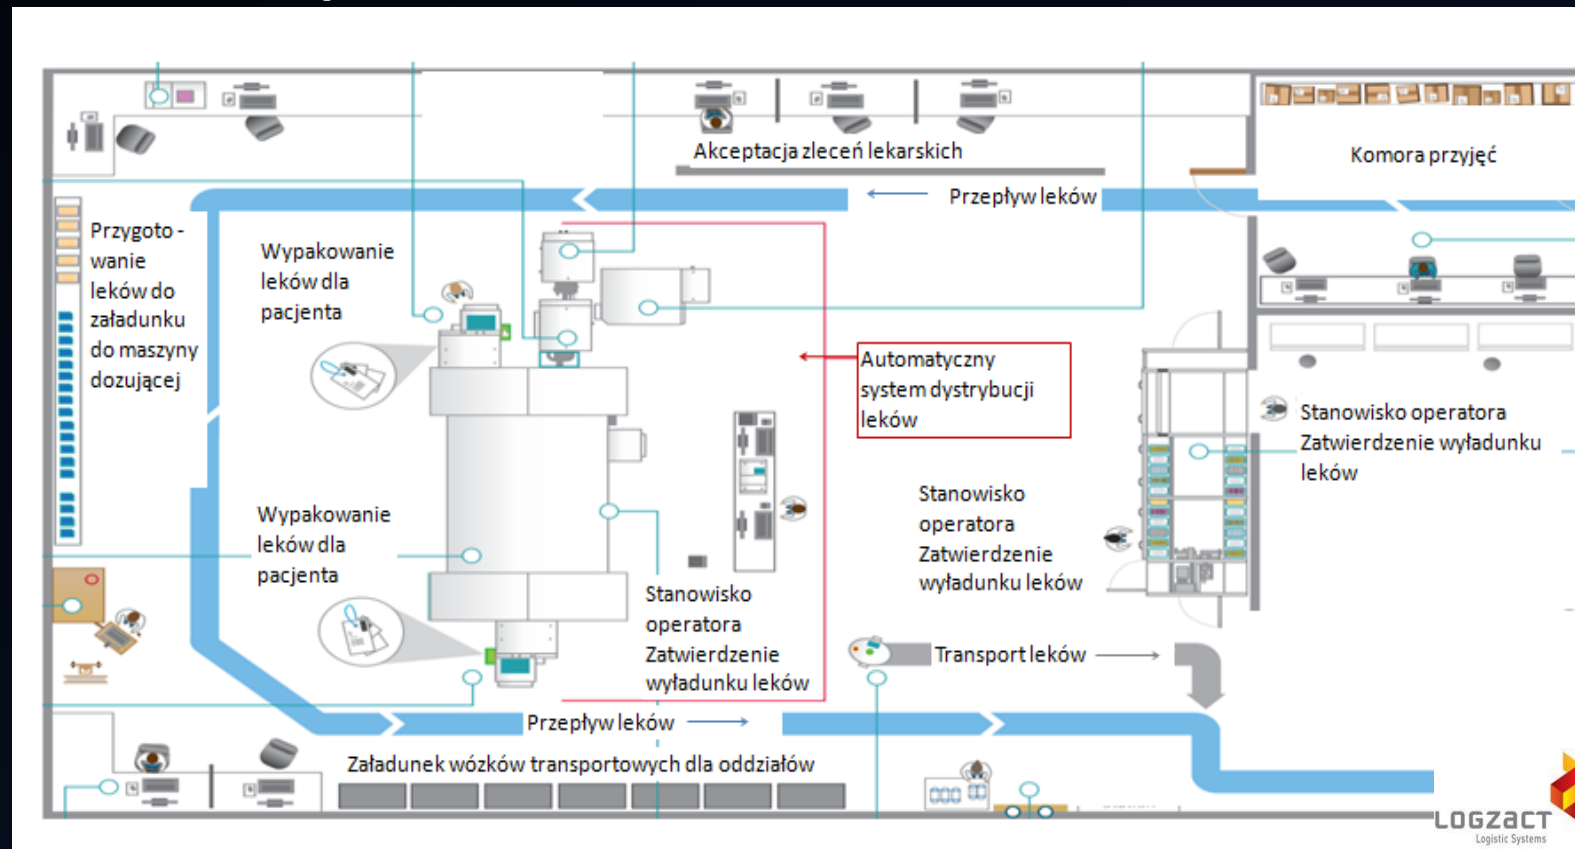 Akceptacja zleceń lekarskich
Komora przyjęć
Przepływ leków
Przygoto -
wanie
leków do
załadunku
do maszyny
dozującej
Wypakowanie
leków dla
pacjenta
Automatyczny
system dystrybucji
leków
Stanowisko operatora
Zatwierdzenie wyładunku
leków
Stanowisko
operatora
Zatwierdzenie
wyładunku leków
Wypakowanie
leków dla
pacjenta
Stanowisko
operatora
Zatwierdzenie
wyładunku leków
Transport leków
Przepływ leków
Załadunek wózków transportowych dla oddziałów
LOGZACT
Logistic Systems